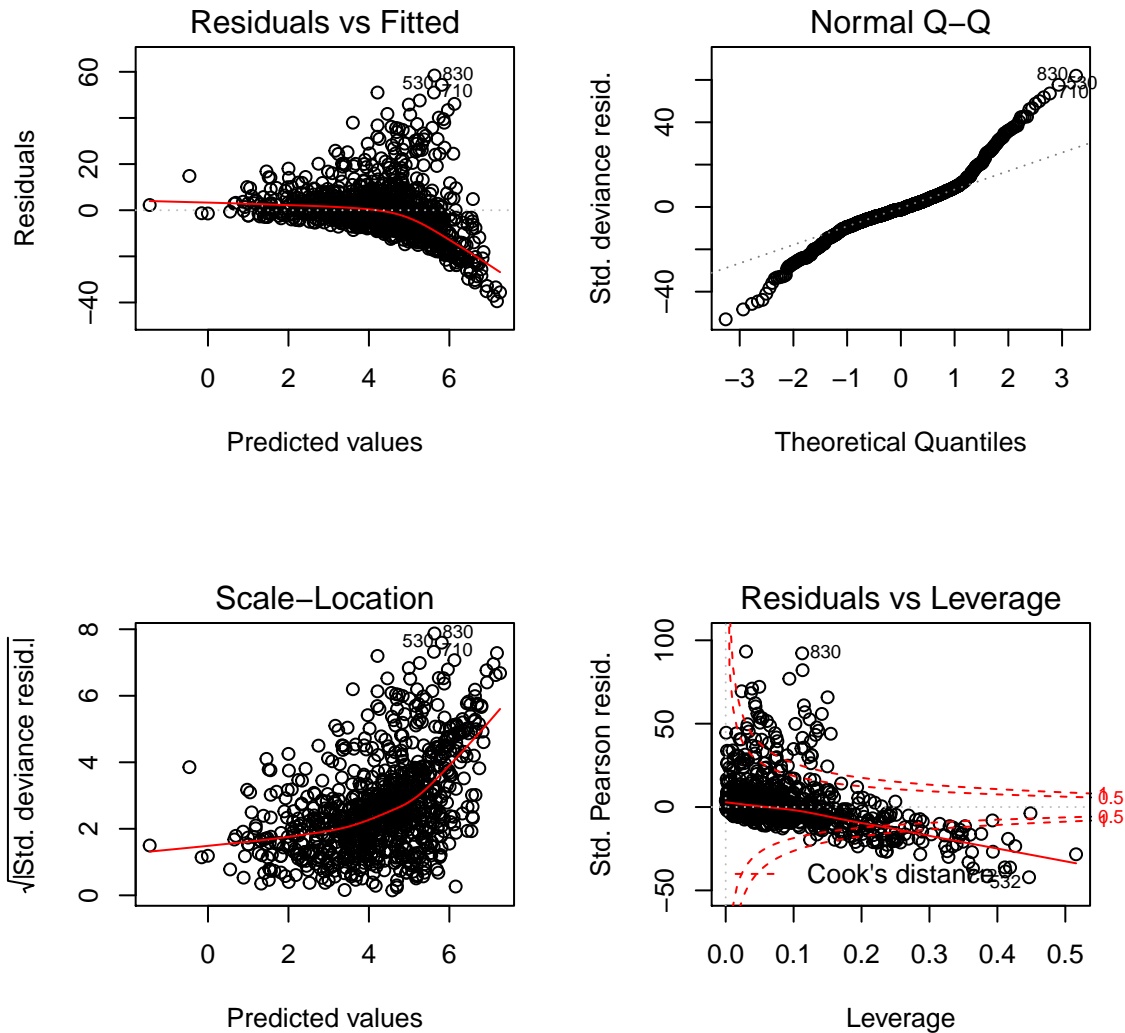 Residuals vs Fitted
Residuals
60
20
0
−40
530
830
710
0 2 4 6
Predicted values
Normal Q−Q
Std. deviance resid.
40
0
−40
830
530
710
−3 −2 −1 0 1 2 3
Theoretical Quantiles
Scale−Location
√|Std. deviance resid.|
8
6
4
2
0
530
830
710
0 2 4 6
Predicted values
Residuals vs Leverage
Std. Pearson resid.
100
50
0
−50
830
1
0.5
0.5
1
Cook's distance
532
0.0 0.1 0.2 0.3 0.4 0.5
Leverage